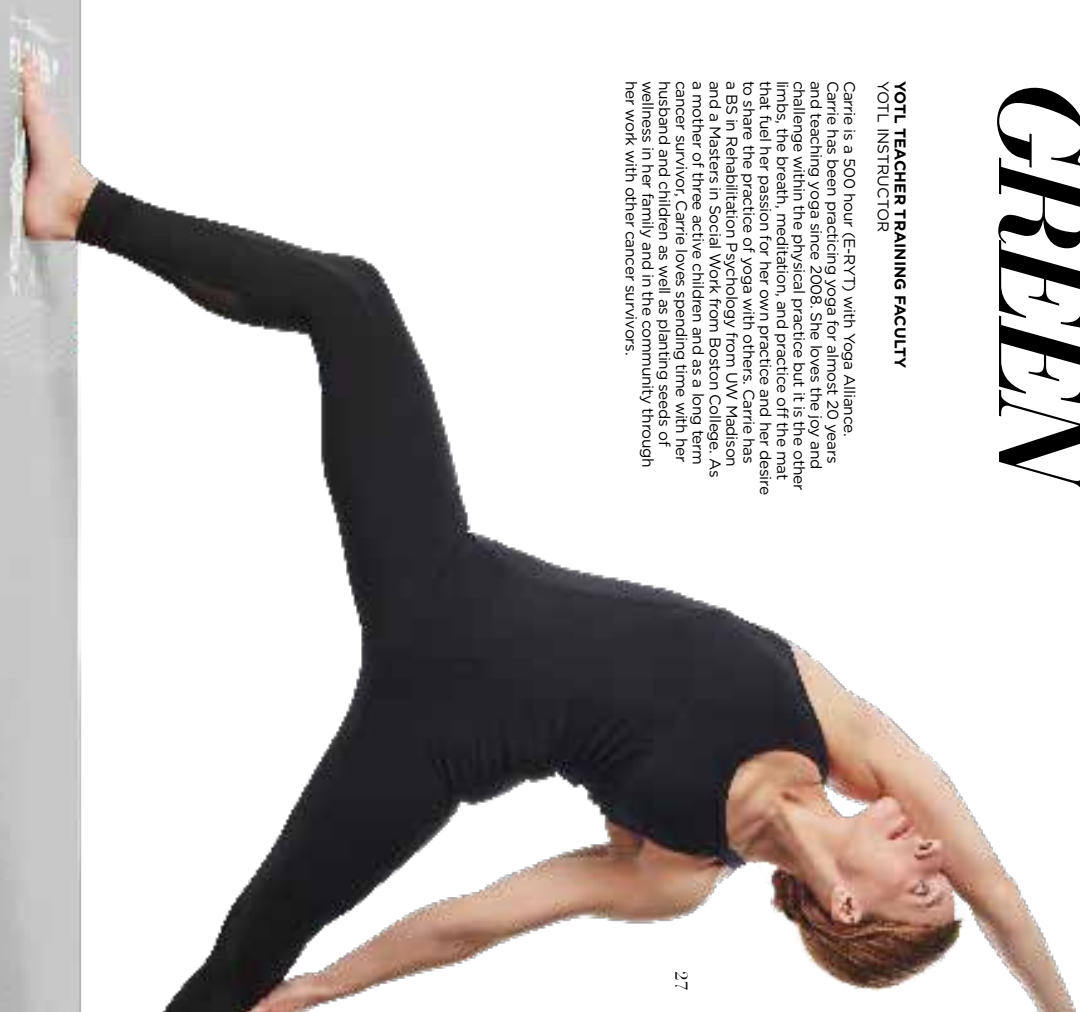 GREEN
YOTL TEACHER TRAINING FACULTY
YOTL INSTRUCTOR
Carrie is a 500 hour (E-RYT) with Yoga Alliance.
Carrie has been practicing yoga for almost 20 years
and teaching yoga since 2008. She loves the joy and
challenge within the physical practice but it is the other
limbs, the breath, meditation, and practice off the mat
that fuel her passion for her own practice and her desire
to share the practice of yoga with others. Carrie has
a BS in Rehabilitation Psychology from UW Madison
and a Masters in Social Work from Boston College. As
a mother of three active children and as a long term
cancer survivor, Carrie loves spending time with her
husband and children as well as planting seeds of
wellness in her family and in the community through
her work with other cancer survivors.
27